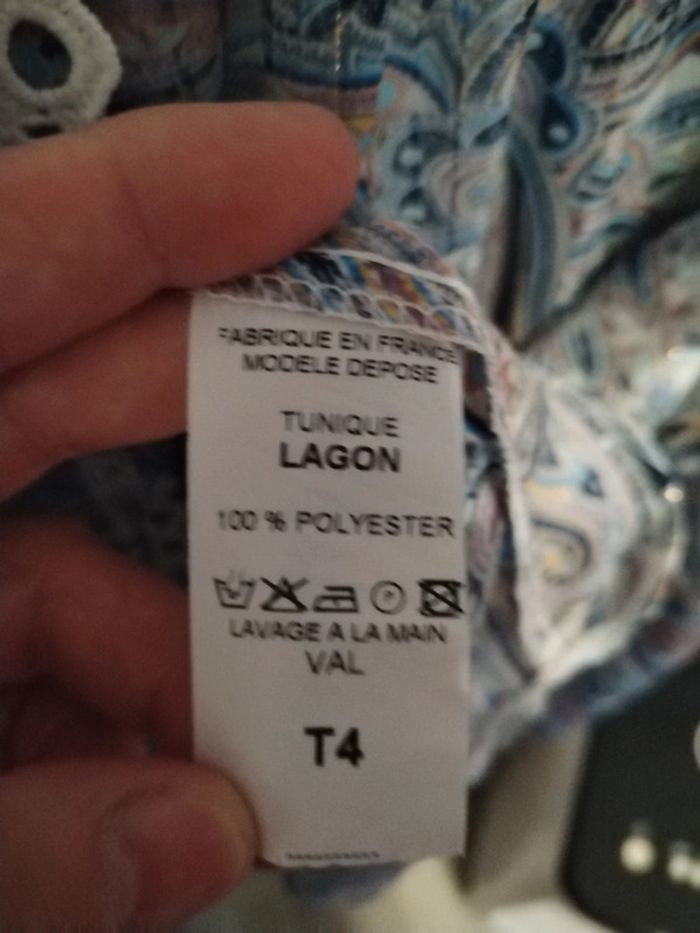 FABRIQUE EN FRANCE
MODELE DEPOSE
TUNIQUE
LAGON
100 % POLYESTER
LAVAGE A LA MAIN
VAL
T4